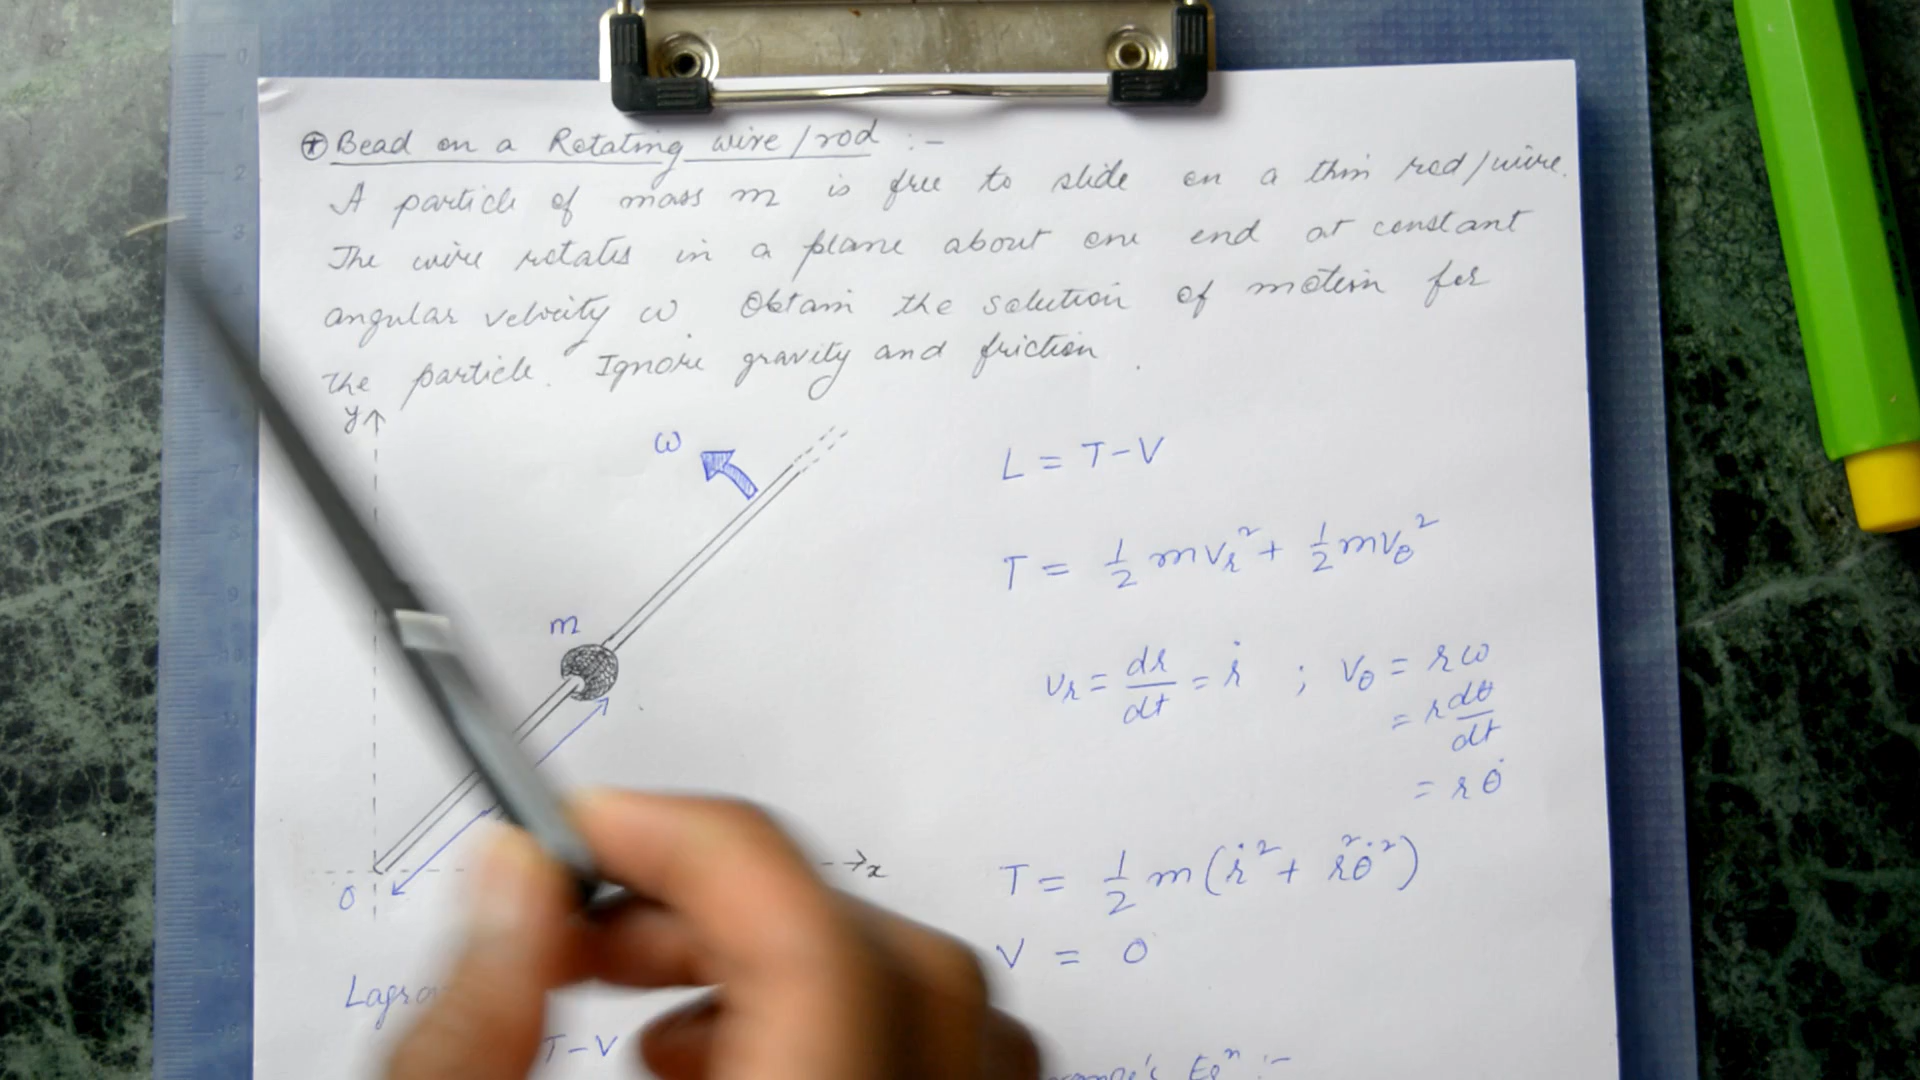 ⊕ Bead on a Rotating wire/rod :-
A particle of mass m is free to slide on a thin rod/wire.
The wire rotates in a plane about one end at constant
angular velocity ω Obtain the solution of motion for
the particle. Ignore gravity and friction.
y
ω
m
O
x
L = T-V
T = 1/2 mv_r² + 1/2 mv_θ²
v_r = dr/dt = ṙ ; v_θ = rω
= r dθ/dt
= rθ̇
T = 1/2 m(ṙ² + r²θ̇²)
V = 0
T-V
Eqⁿ :-